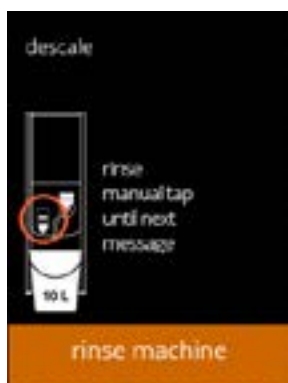 descale
rinse
manual tap
until next
message
10 L
rinse machine